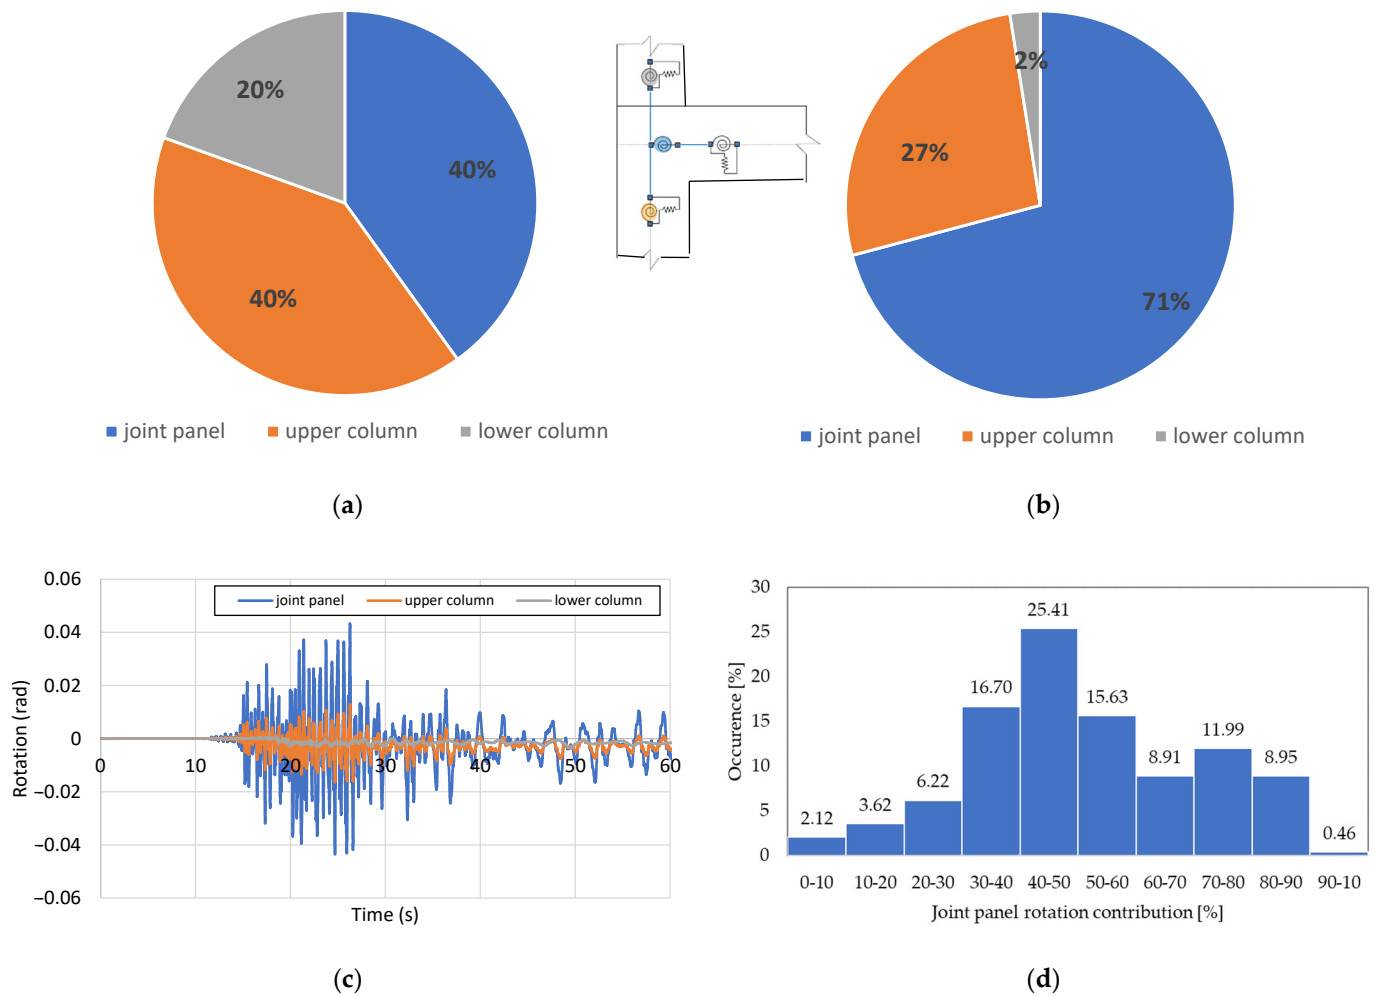 20%
40%
40%
joint panel upper column lower column
(a)
2%
27%
71%
joint panel upper column lower column
(b)
0.06
0.04
0.02
0
−0.02
−0.04
−0.06
Rotation (rad)
joint panel upper column lower column
0 10 20 30 40 50 60
Time (s)
(c)
30
25
20
15
10
5
0
Occurence [%]
2.12
3.62
6.22
16.70
25.41
15.63
8.91
11.99
8.95
0.46
0-10 10-20 20-30 30-40 40-50 50-60 60-70 70-80 80-90 90-10
Joint panel rotation contribution [%]
(d)